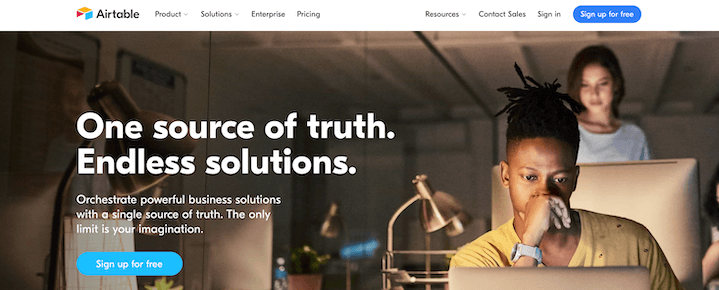 Airtable
Product
Solutions
Enterprise
Pricing
Resources
Contact Sales
Sign in
Sign up for free
One source of truth.
Endless solutions.
Orchestrate powerful business solutions
with a single source of truth. The only
limit is your imagination.
Sign up for free